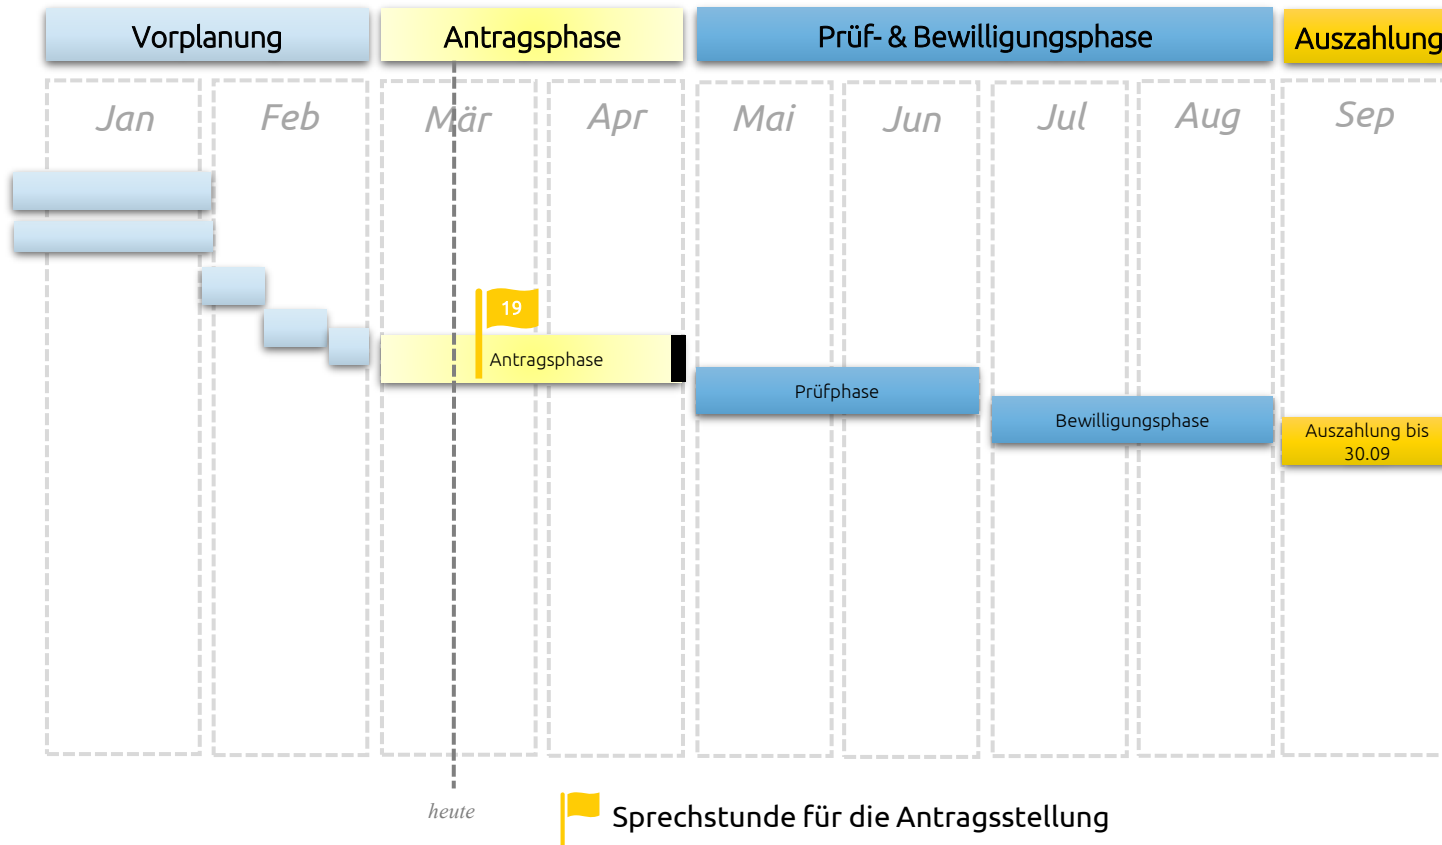 Vorplanung
Antragsphase
Prüf- & Bewilligungsphase
Auszahlung
Jan
Feb
Mär
Apr
Mai
Jun
Jul
Aug
Sep
19
Antragsphase
Prüfphase
Bewilligungsphase
Auszahlung bis
30.09
heute
Sprechstunde für die Antragsstellung